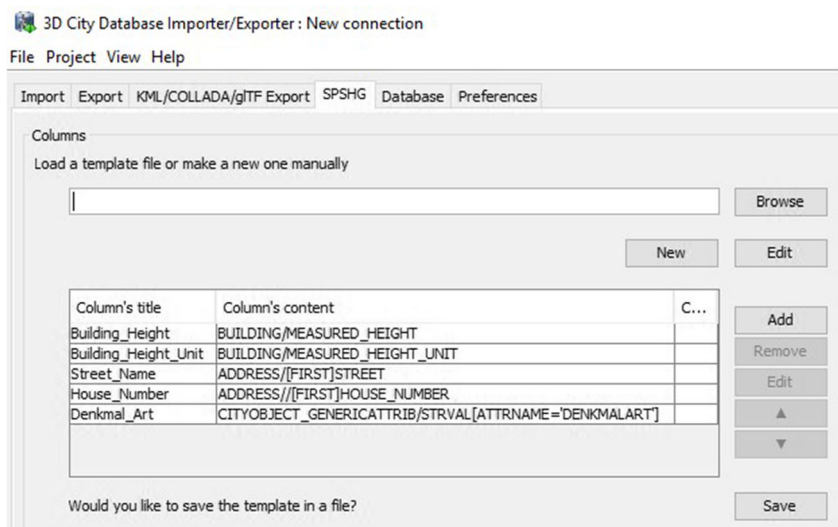 3D City Database Importer/Exporter : New connection
File Project View Help
Import Export KML/COLLADA/glTF Export SPSHG Database Preferences
Columns
Load a template file or make a new one manually
Browse
New Edit
Column's title Column's content C...
Building_Height BUILDING/MEASURED_HEIGHT
Building_Height_Unit BUILDING/MEASURED_HEIGHT_UNIT
Street_Name ADDRESS/[FIRST]STREET
House_Number ADDRESS//[FIRST]HOUSE_NUMBER
Denkmal_Art CITYOBJECT_GENERICATTRIB/STRVAL[ATTRNAME='DENKMALART']
Add
Remove
Edit
Would you like to save the template in a file? Save